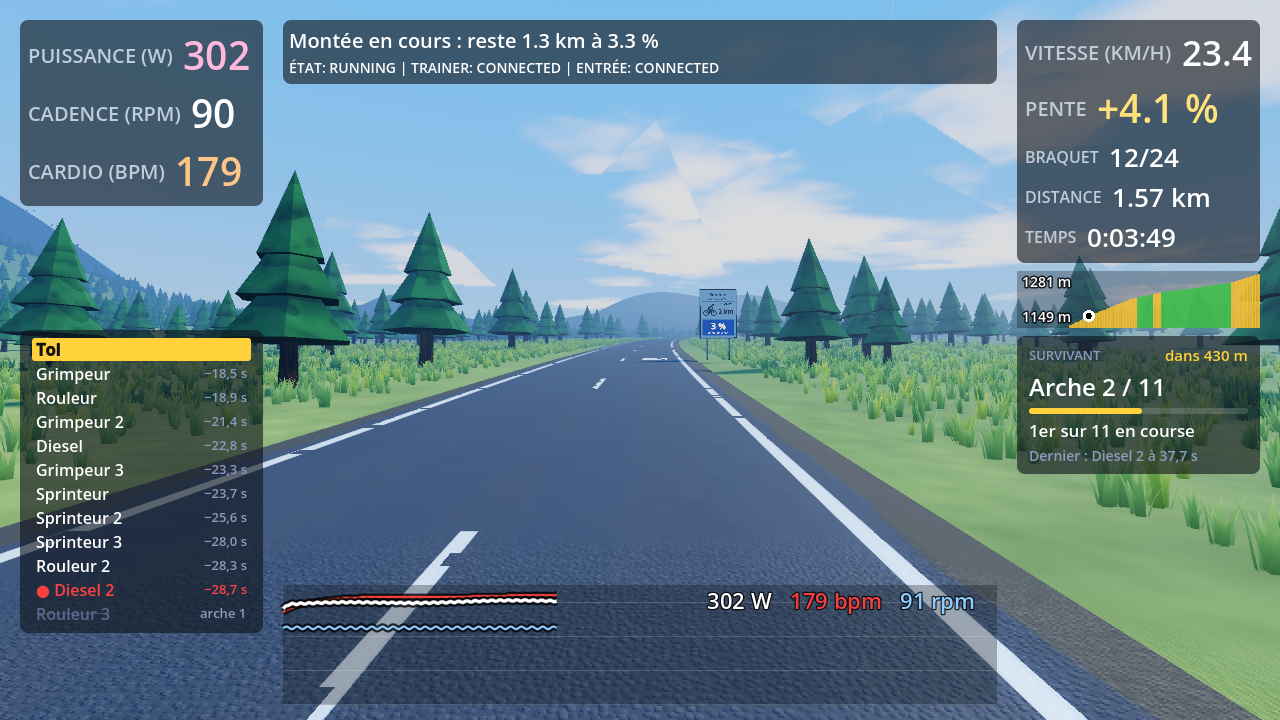 PUISSANCE (W) 302
CADENCE (RPM) 90
CARDIO (BPM) 179
Montée en cours : reste 1.3 km à 3.3 %
ÉTAT: RUNNING | TRAINER: CONNECTED | ENTRÉE: CONNECTED
VITESSE (KM/H) 23.4
PENTE +4.1 %
BRAQUET 12/24
DISTANCE 1.57 km
TEMPS 0:03:49
1281 m
1149 m
SURVIVANT dans 430 m
Arche 2 / 11
1er sur 11 en course
Dernier : Diesel 2 à 37,7 s
2 km
3 %
Toi
Grimpeur −18,5 s
Rouleur −18,9 s
Grimpeur 2 −21,4 s
Diesel −22,8 s
Grimpeur 3 −23,3 s
Sprinteur −23,7 s
Sprinteur 2 −25,6 s
Sprinteur 3 −28,0 s
Rouleur 2 −28,3 s
Diesel 2 −28,7 s
Rouleur 3 arche 1
302 W 179 bpm 91 rpm